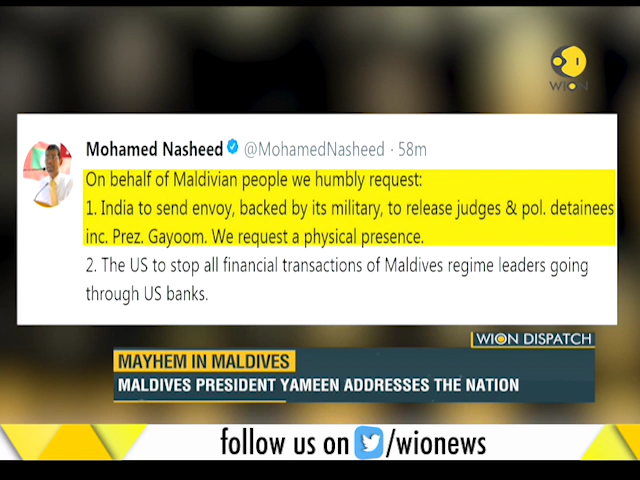 WION
Mohamed Nasheed @MohamedNasheed · 58m
On behalf of Maldivian people we humbly request:
1. India to send envoy, backed by its military, to release judges & pol. detainees
inc. Prez. Gayoom. We request a physical presence.
2. The US to stop all financial transactions of Maldives regime leaders going
through US banks.
WION DISPATCH
MAYHEM IN MALDIVES
MALDIVES PRESIDENT YAMEEN ADDRESSES THE NATION
follow us on /wionews